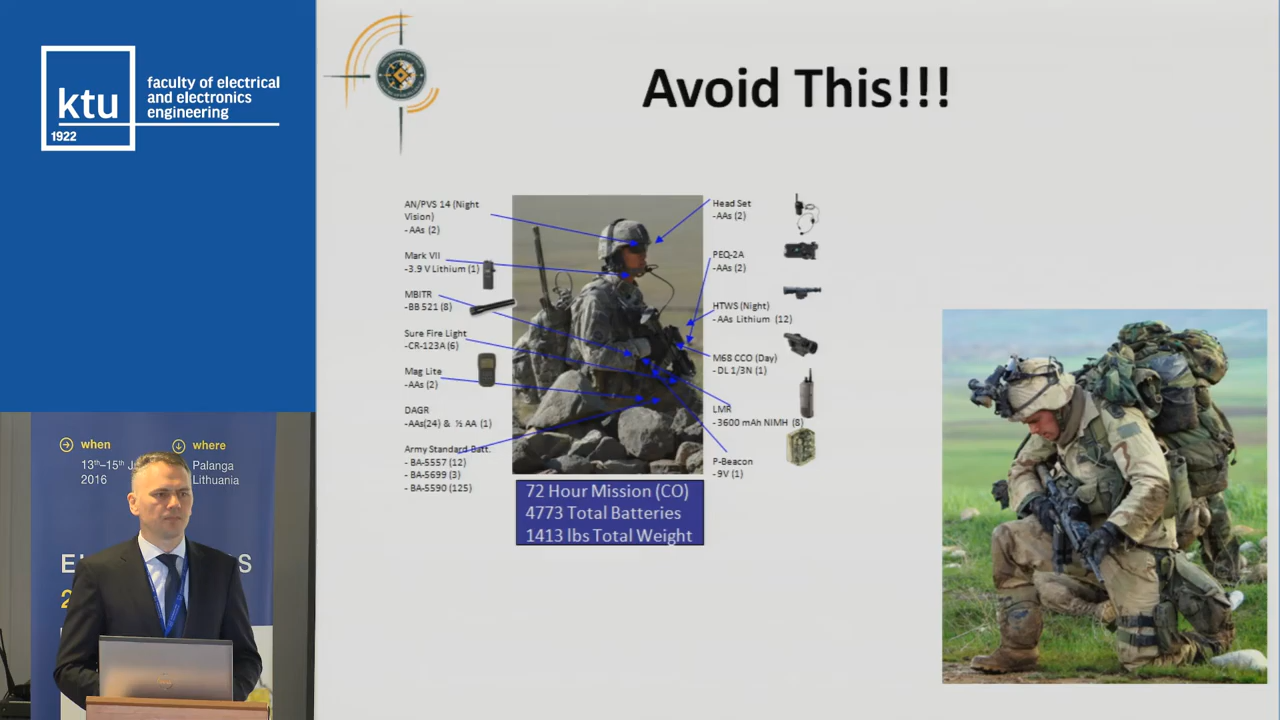 ktu
1922
faculty of electrical
and electronics
engineering
Avoid This!!!
AN/PVS 14 (Night
Vision)
- AAs (2)
Mark VII
-3.9 V Lithium (1)
MBITR
-BB 521 (8)
Sure Fire Light
-CR-123A (6)
Mag Lite
-AAs (2)
DAGR
-AAs(24) & ½ AA (1)
Army Standard Batt.
- BA-5557 (12)
- BA-5699 (3)
- BA-5590 (125)
Head Set
-AAs (2)
PEQ-2A
-AAs (2)
HTWS (Night)
- AAs Lithium (12)
M68 CCO (Day)
- DL 1/3N (1)
LMR
- 3600 mAh NIMH (8)
P-Beacon
- 9V (1)
72 Hour Mission (CO)
4773 Total Batteries
1413 lbs Total Weight
when
13th–15th
2016
where
Palanga
Lithuania